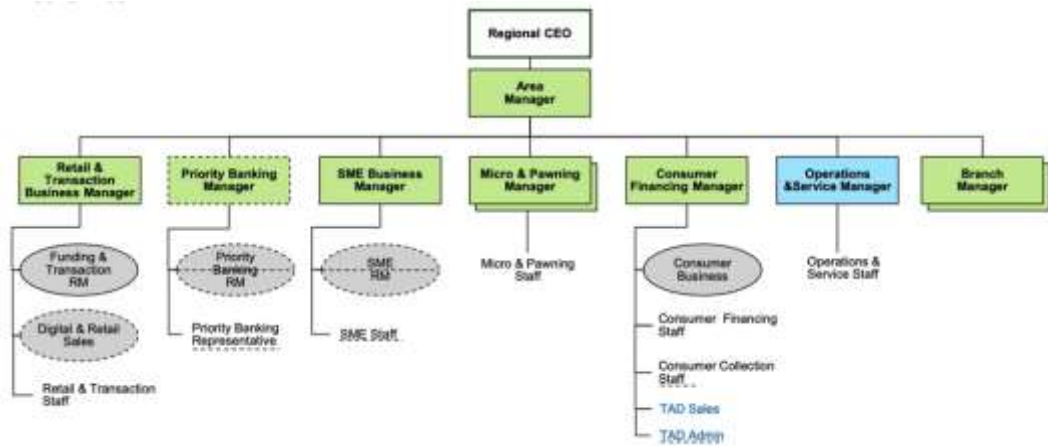 Regional CEO
Area
Manager
Retail &
Transaction
Business Manager
Priority Banking
Manager
SME Business
Manager
Micro & Pawning
Manager
Consumer
Financing Manager
Operations
&Service Manager
Branch
Manager
Funding &
Transaction
RM
Digital & Retail
Sales
Retail & Transaction
Staff
Priority
Banking
RM
Priority Banking
Representative
SME
RM
SME Staff
Micro & Pawning
Staff
Consumer
Business
Consumer Financing
Staff
Consumer Collection
Staff
TAD Sales
TAD Admin
Operations &
Service Staff